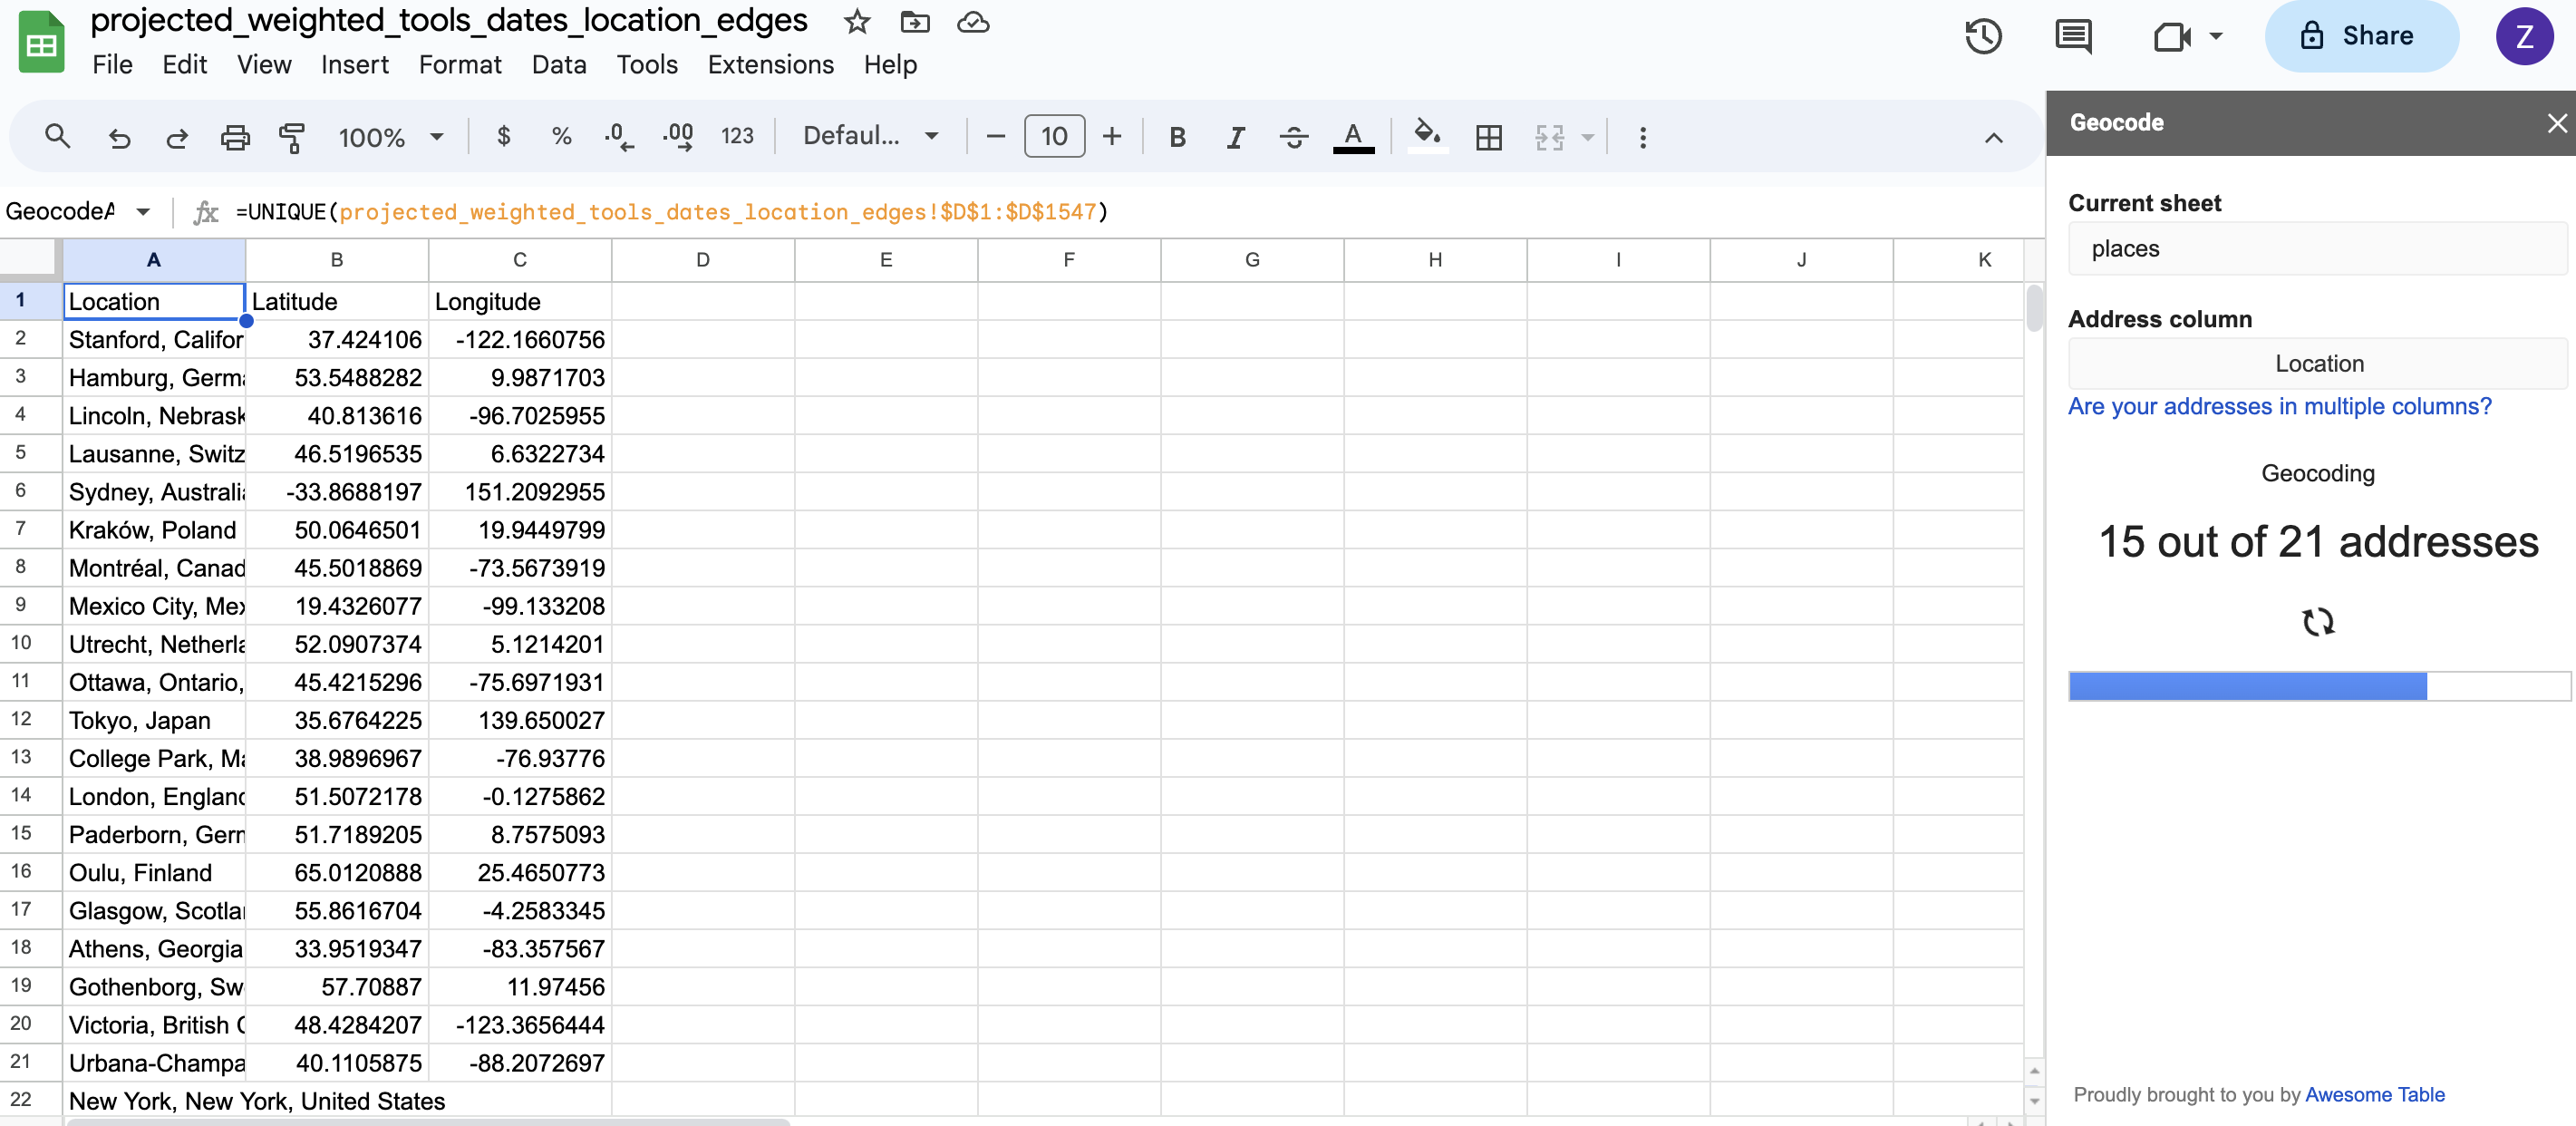 projected_weighted_tools_dates_location_edges
File Edit View Insert Format Data Tools Extensions Help
Share
Z
100% $ % .0 .00 123 Defaul... 10 B I S A
GeocodeA fx =UNIQUE(projected_weighted_tools_dates_location_edges!$D$1:$D$1547)
A B C D E F G H I J K
1 Location Latitude Longitude
2 Stanford, Califor 37.424106 -122.1660756
3 Hamburg, Germa 53.5488282 9.9871703
4 Lincoln, Nebrask 40.813616 -96.7025955
5 Lausanne, Switz 46.5196535 6.6322734
6 Sydney, Australia -33.8688197 151.2092955
7 Kraków, Poland 50.0646501 19.9449799
8 Montréal, Canad 45.5018869 -73.5673919
9 Mexico City, Mex 19.4326077 -99.133208
10 Utrecht, Netherla 52.0907374 5.1214201
11 Ottawa, Ontario, 45.4215296 -75.6971931
12 Tokyo, Japan 35.6764225 139.650027
13 College Park, Ma 38.9896967 -76.93776
14 London, England 51.5072178 -0.1275862
15 Paderborn, Germ 51.7189205 8.7575093
16 Oulu, Finland 65.0120888 25.4650773
17 Glasgow, Scotlan 55.8616704 -4.2583345
18 Athens, Georgia 33.9519347 -83.357567
19 Gothenborg, Sw 57.70887 11.97456
20 Victoria, British C 48.4284207 -123.3656444
21 Urbana-Champa 40.1105875 -88.2072697
22 New York, New York, United States
Geocode
Current sheet
places
Address column
Location
Are your addresses in multiple columns?
Geocoding
15 out of 21 addresses
Proudly brought to you by Awesome Table